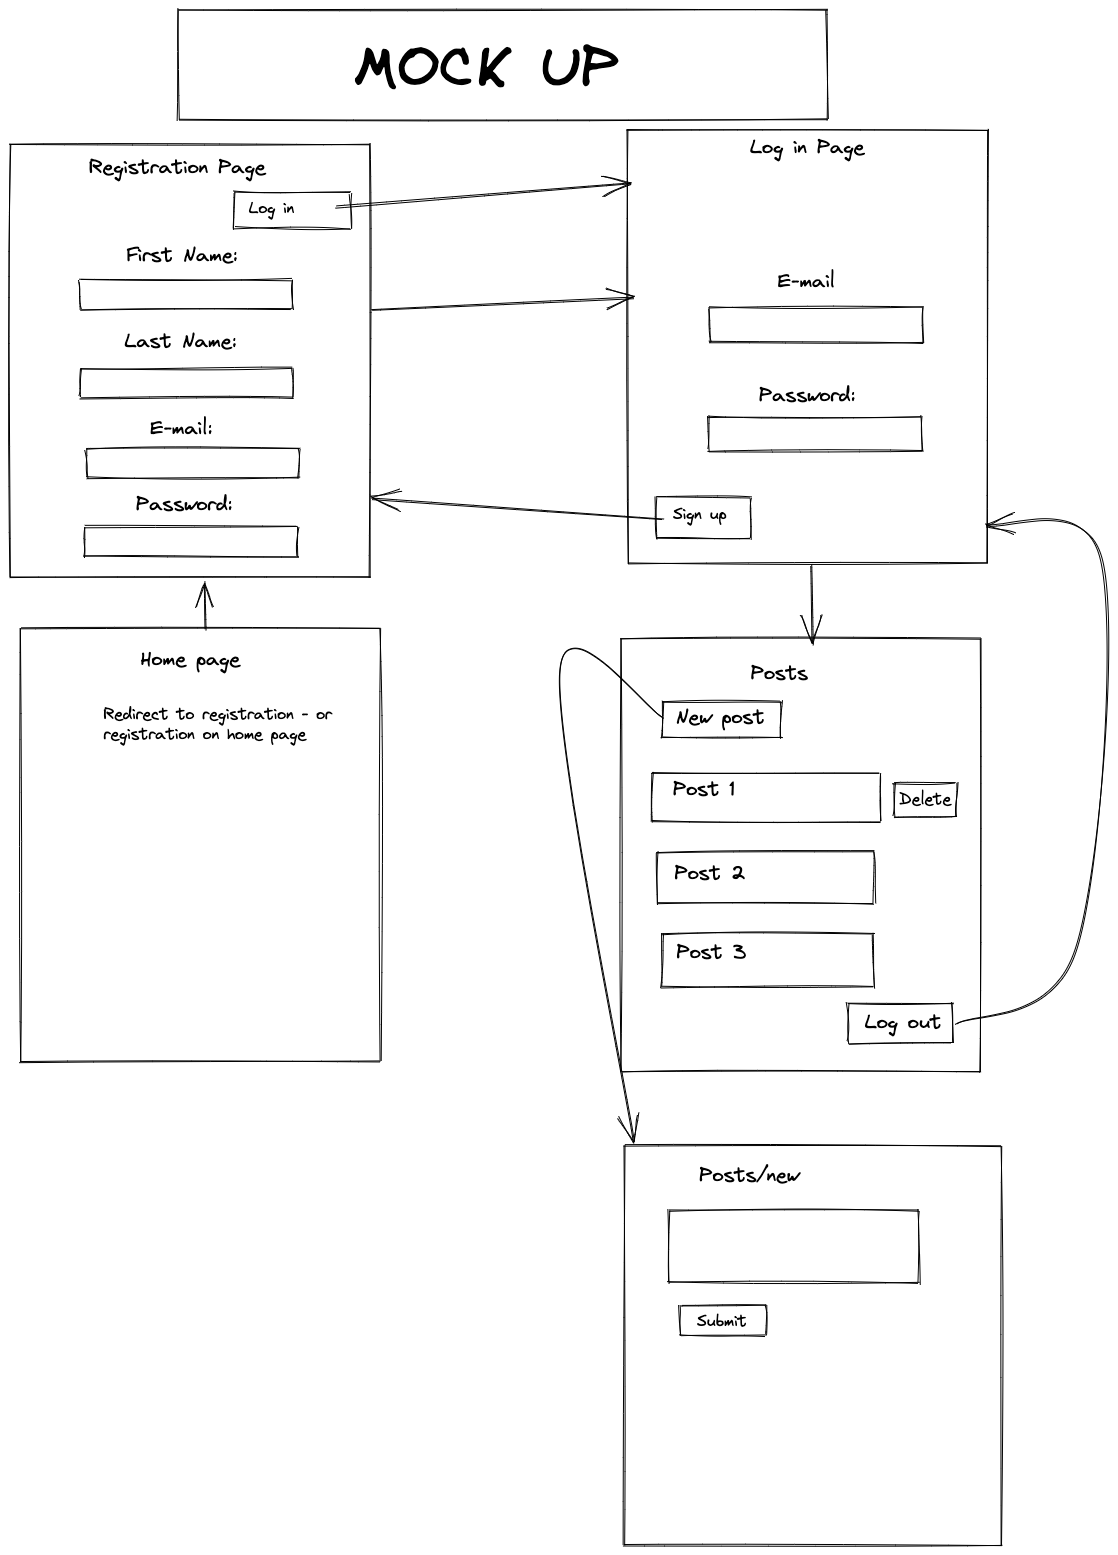 MOCK UP
Registration Page
Log in
First Name:
Last Name:
E-mail:
Password:
Log in Page
E-mail
Password:
Sign up
Home page
Redirect to registration - or
registration on home page
Posts
New post
Post 1
Delete
Post 2
Post 3
Log out
Posts/new
Submit